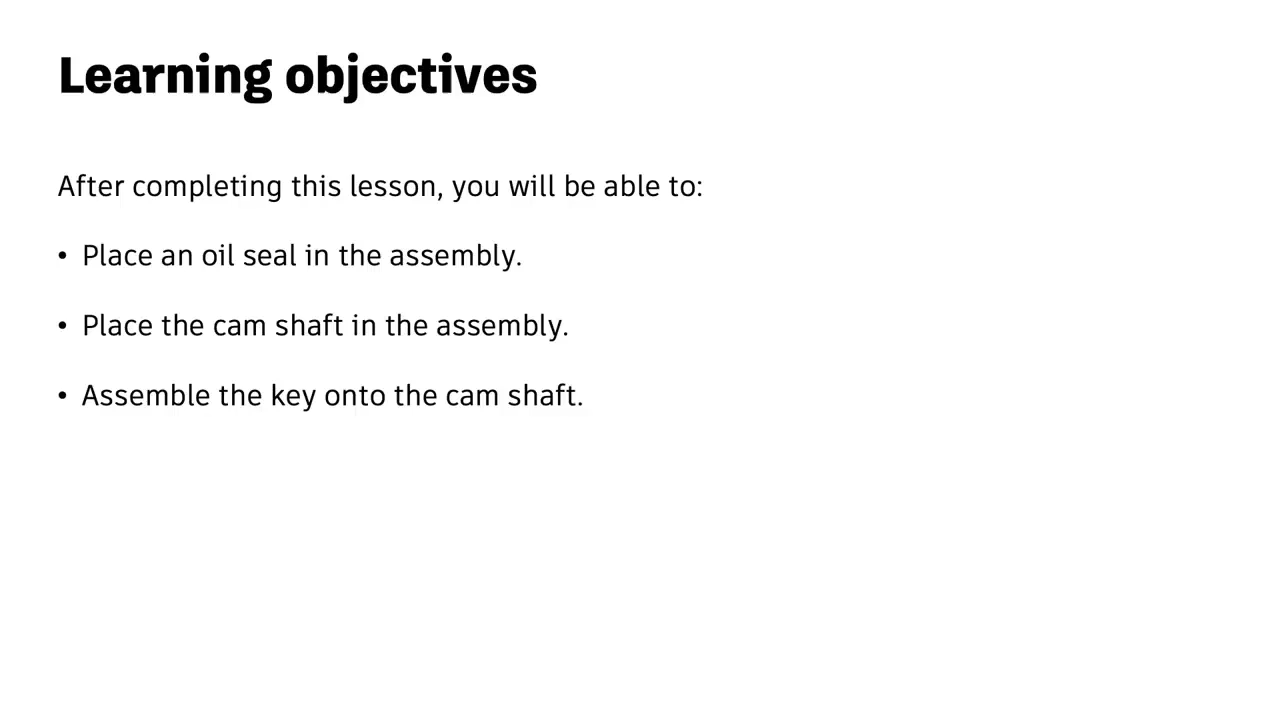 Learning objectives
After completing this lesson, you will be able to:
• Place an oil seal in the assembly.
• Place the cam shaft in the assembly.
• Assemble the key onto the cam shaft.